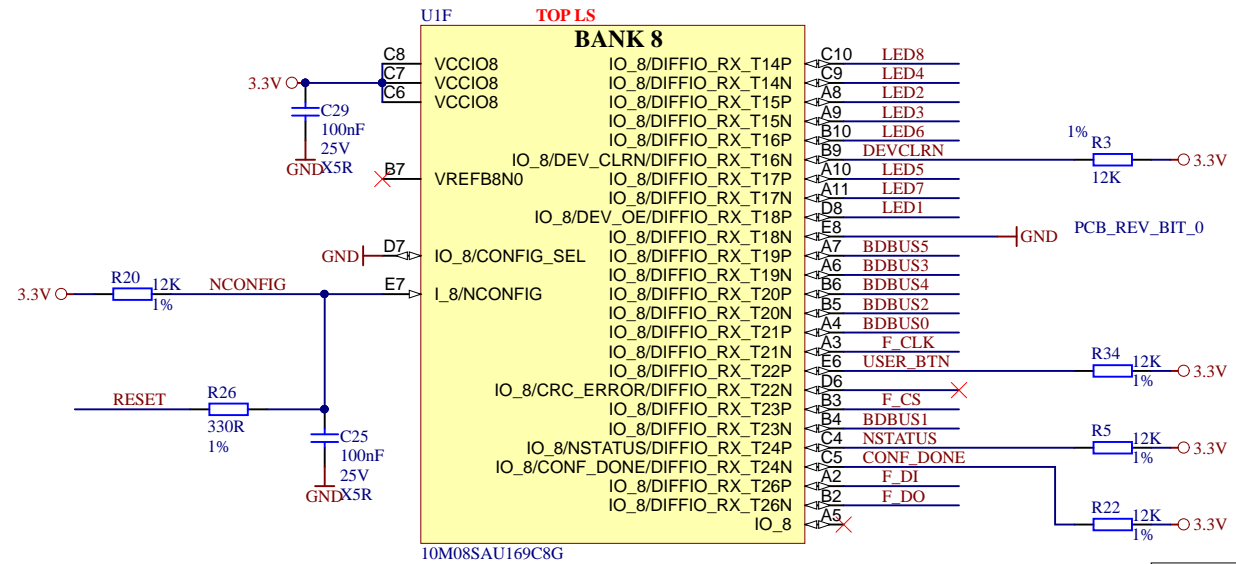 U1F TOP LS
BANK 8
C8 VCCIO8 IO_8/DIFFIO_RX_T14P C10 LED8
3.3V C7 VCCIO8 IO_8/DIFFIO_RX_T14N C9 LED4
C6 VCCIO8 IO_8/DIFFIO_RX_T15P A8 LED2
C29 IO_8/DIFFIO_RX_T15N A9 LED3
100nF IO_8/DIFFIO_RX_T16P B10 LED6 1% R3
25V IO_8/DEV_CLRN/DIFFIO_RX_T16N B9 DEVCLRN 3.3V
GND X5R B7 VREFB8N0 IO_8/DIFFIO_RX_T17P A10 LED5 12K
IO_8/DIFFIO_RX_T17N A11 LED7
IO_8/DEV_OE/DIFFIO_RX_T18P D8 LED1
IO_8/DIFFIO_RX_T18N E8 GND PCB_REV_BIT_0
GND D7 IO_8/CONFIG_SEL IO_8/DIFFIO_RX_T19P A7 BDBUS5
IO_8/DIFFIO_RX_T19N A6 BDBUS3
3.3V R20 12K 1% NCONFIG E7 I_8/NCONFIG IO_8/DIFFIO_RX_T20P B6 BDBUS4
IO_8/DIFFIO_RX_T20N B5 BDBUS2
IO_8/DIFFIO_RX_T21P A4 BDBUS0
IO_8/DIFFIO_RX_T21N A3 F_CLK
IO_8/DIFFIO_RX_T22P E6 USER_BTN R34 12K 1% 3.3V
IO_8/CRC_ERROR/DIFFIO_RX_T22N D6
RESET R26 330R 1% IO_8/DIFFIO_RX_T23P B3 F_CS
IO_8/DIFFIO_RX_T23N B4 BDBUS1
C25 IO_8/NSTATUS/DIFFIO_RX_T24P C4 NSTATUS R5 12K 1% 3.3V
100nF IO_8/CONF_DONE/DIFFIO_RX_T24N C5 CONF_DONE
25V IO_8/DIFFIO_RX_T26P A2 F_DI
GND X5R IO_8/DIFFIO_RX_T26N B2 F_DO
IO_8 A5 R22 12K 1% 3.3V
10M08SAU169C8G